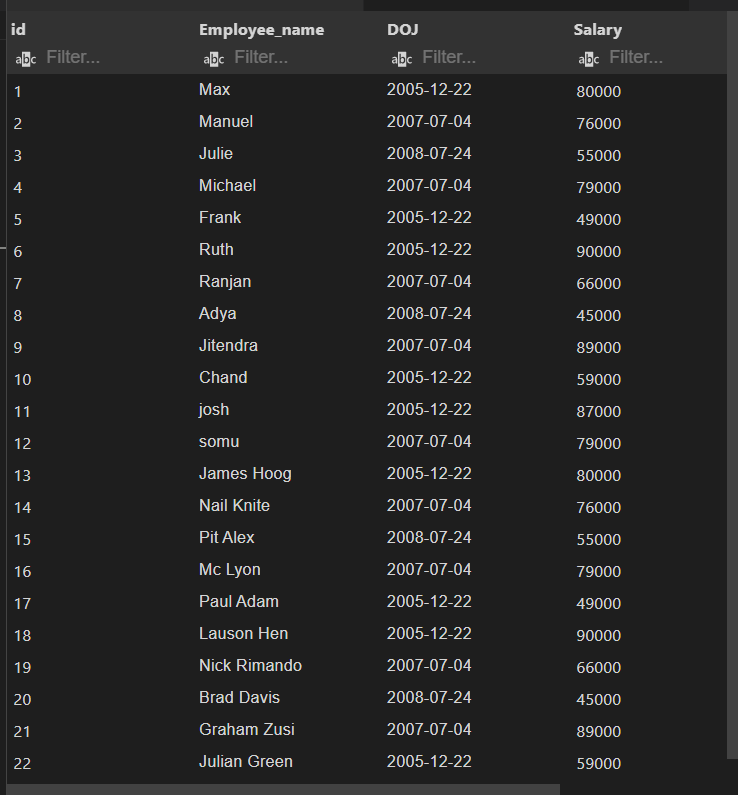 id Employee_name DOJ Salary
abc Filter... abc Filter... abc Filter... abc Filter...
1 Max 2005-12-22 80000
2 Manuel 2007-07-04 76000
3 Julie 2008-07-24 55000
4 Michael 2007-07-04 79000
5 Frank 2005-12-22 49000
6 Ruth 2005-12-22 90000
7 Ranjan 2007-07-04 66000
8 Adya 2008-07-24 45000
9 Jitendra 2007-07-04 89000
10 Chand 2005-12-22 59000
11 josh 2005-12-22 87000
12 somu 2007-07-04 79000
13 James Hoog 2005-12-22 80000
14 Nail Knite 2007-07-04 76000
15 Pit Alex 2008-07-24 55000
16 Mc Lyon 2007-07-04 79000
17 Paul Adam 2005-12-22 49000
18 Lauson Hen 2005-12-22 90000
19 Nick Rimando 2007-07-04 66000
20 Brad Davis 2008-07-24 45000
21 Graham Zusi 2007-07-04 89000
22 Julian Green 2005-12-22 59000